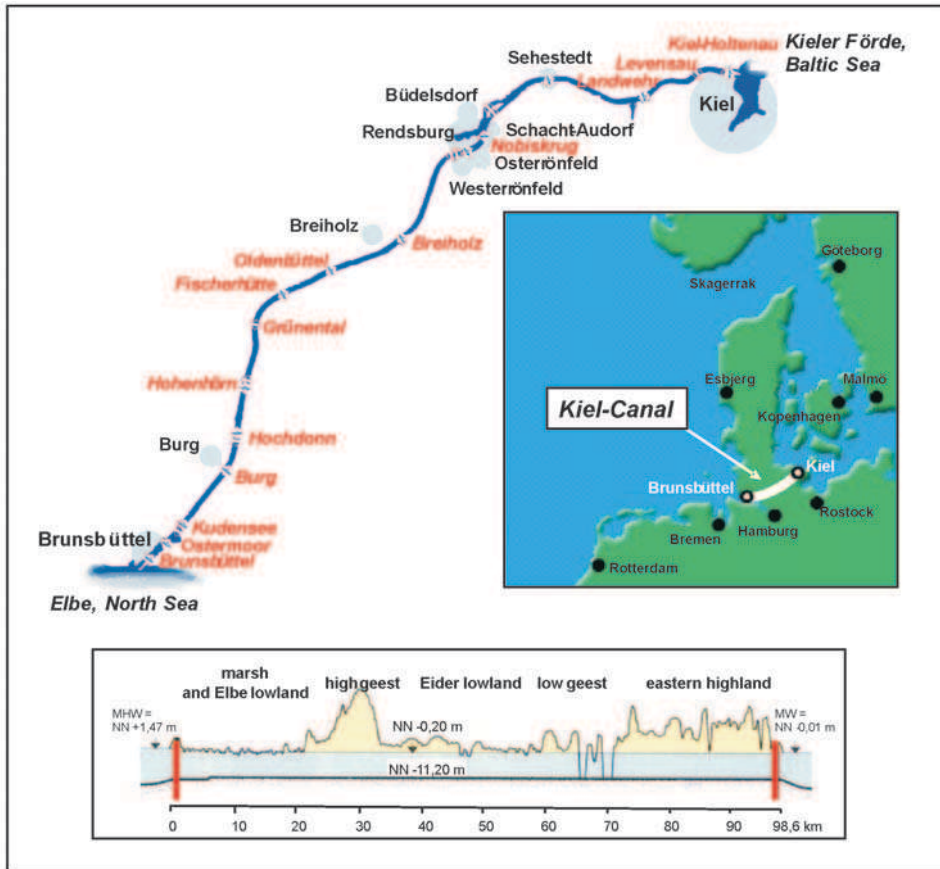 Kiel-Holtenau
Kieler Förde,
Baltic Sea
Sehestedt
Levensau
Landwehr
Büdelsdorf
Kiel
Rendsburg
Schacht-Audorf
Nobiskrug
Osterrönfeld
Westerrönfeld
Breiholz
Breiholz
Oldenbüttel
Fischerhütte
Grünental
Hohenhörn
Hochdonn
Burg
Burg
Kudensee
Brunsbüttel
Ostermoor
Brunsbüttel
Elbe, North Sea
Göteborg
Skagerrak
Esbjerg
Malmö
Kiel-Canal
Kopenhagen
Kiel
Brunsbüttel
Rostock
Hamburg
Bremen
Rotterdam
marsh
and Elbe lowland
high geest
Eider lowland
low geest
eastern highland
MHW =
NN +1,47 m
NN -0,20 m
MW =
NN -0,01 m
NN -11,20 m
0 10 20 30 40 50 60 70 80 90 98,6 km